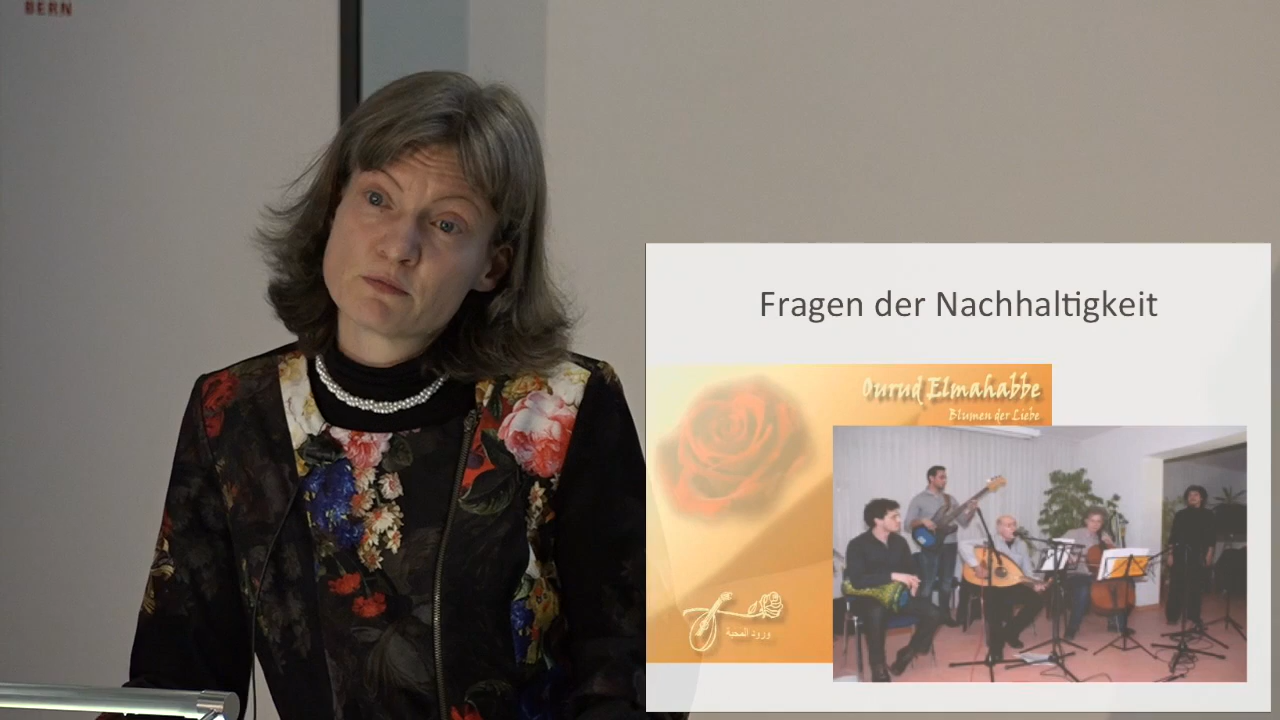 BERN
Fragen der Nachhaltigkeit
Ourud Elmahabbe
Blumen der Liebe
ورود المحبة